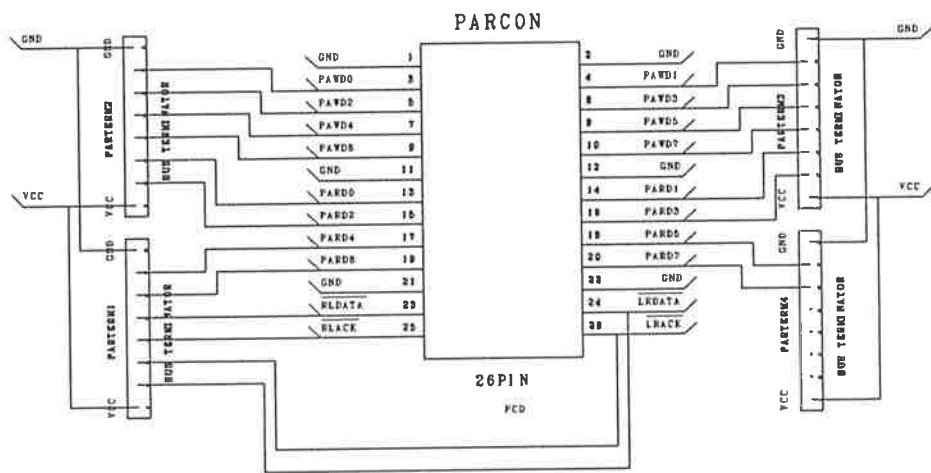 PARCON
GND
GND
VCC
VCC
PARTERM2
BUS TERMINATOR
GND
VCC
PARTERM1
BUS TERMINATOR
GND 1
PAWD0 3
PAWD2 5
PAWD4 7
PAWD6 9
GND 11
PARD0 13
PARD2 15
PARD4 17
PARD6 19
GND 21
RLDATA 23
RLACK 25
2 GND
4 PAWD1
6 PAWD3
8 PAWD5
10 PAWD7
12 GND
14 PARD1
16 PARD3
18 PARD5
20 PARD7
22 GND
24 LRDATA
26 LRACK
26PIN
PCD
GND
GND
VCC
VCC
PARTERM3
BUS TERMINATOR
GND
VCC
PARTERM4
BUS TERMINATOR